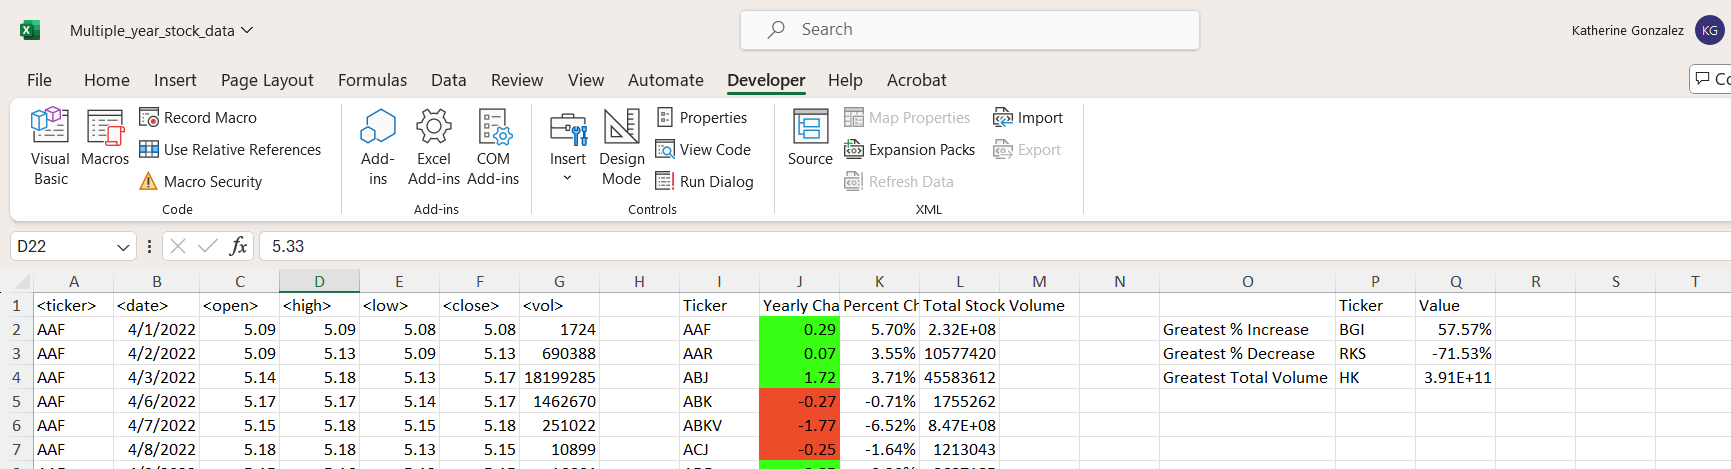 Multiple_year_stock_data
Search
Katherine Gonzalez KG
File Home Insert Page Layout Formulas Data Review View Automate Developer Help Acrobat
Visual Basic
Macros
Record Macro
Use Relative References
Macro Security
Code
Add-ins
Excel Add-ins
COM Add-ins
Add-ins
Insert
Design Mode
Properties
View Code
Run Dialog
Controls
Source
Map Properties
Expansion Packs
Refresh Data
Import
Export
XML
D22 fx 5.33
A B C D E F G H I J K L M N O P Q R S T
1 <ticker> <date> <open> <high> <low> <close> <vol> Ticker Yearly Cha Percent Ch Total Stock Volume Ticker Value
2 AAF 4/1/2022 5.09 5.09 5.08 5.08 1724 AAF 0.29 5.70% 2.32E+08 Greatest % Increase BGI 57.57%
3 AAF 4/2/2022 5.09 5.13 5.09 5.13 690388 AAR 0.07 3.55% 10577420 Greatest % Decrease RKS -71.53%
4 AAF 4/3/2022 5.14 5.18 5.13 5.17 18199285 ABJ 1.72 3.71% 45583612 Greatest Total Volume HK 3.91E+11
5 AAF 4/6/2022 5.17 5.17 5.14 5.17 1462670 ABK -0.27 -0.71% 1755262
6 AAF 4/7/2022 5.15 5.18 5.15 5.18 251022 ABKV -1.77 -6.52% 8.47E+08
7 AAF 4/8/2022 5.18 5.18 5.13 5.15 10899 ACJ -0.25 -1.64% 1213043